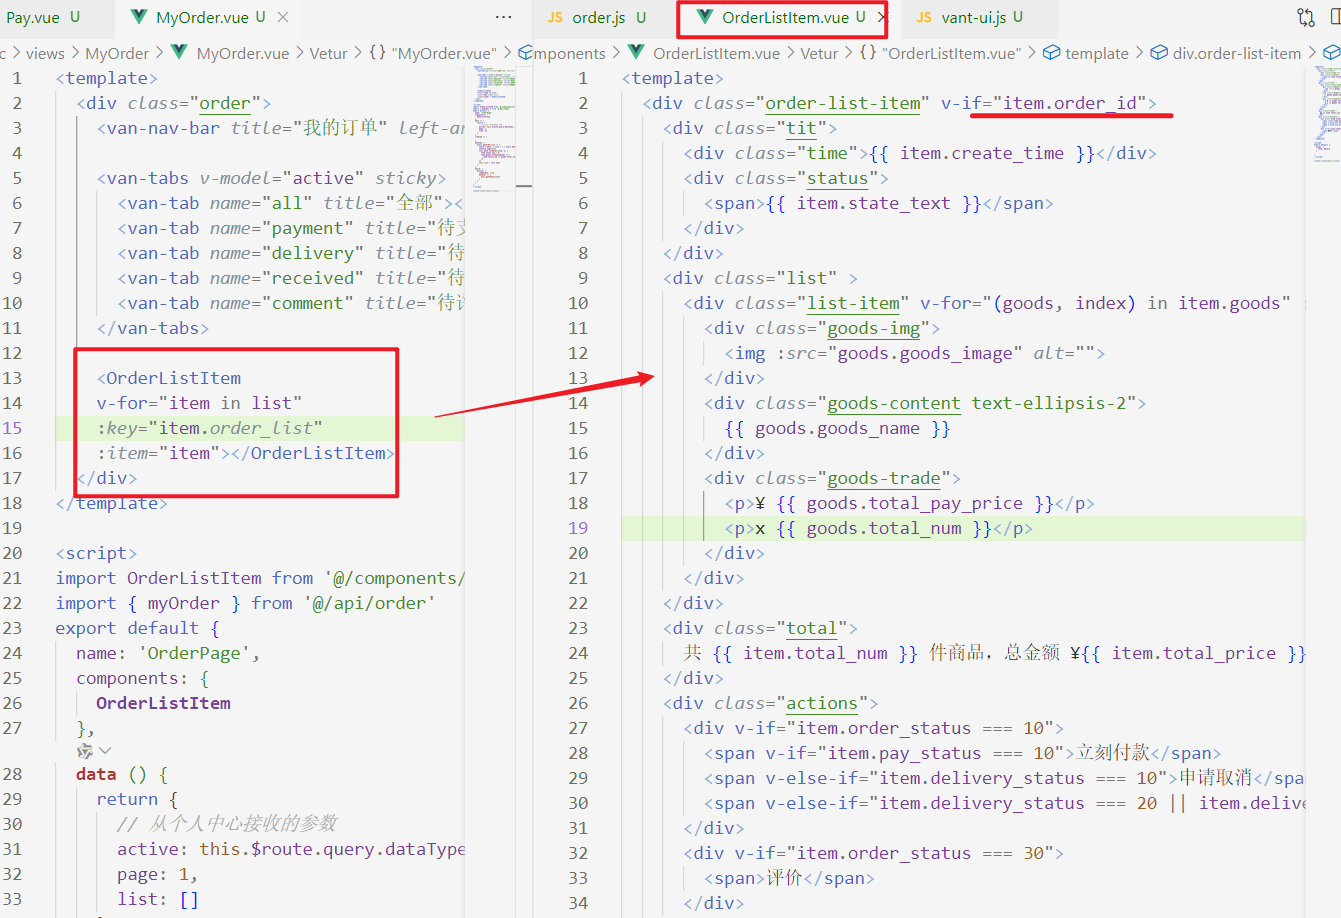 Pay.vue U
MyOrder.vue U
···
JS order.js U
OrderListItem.vue U
JS vant-ui.js U
c > views > MyOrder > MyOrder.vue > Vetur > {} "MyOrder.vue" >
mponents > OrderListItem.vue > Vetur > {} "OrderListItem.vue" > template > div.order-list-item >
1 <template>
2 <div class="order">
3 <van-nav-bar title="我的订单" left-ar
4
5 <van-tabs v-model="active" sticky>
6 <van-tab name="all" title="全部"><
7 <van-tab name="payment" title="待支
8 <van-tab name="delivery" title="待
9 <van-tab name="received" title="待
10 <van-tab name="comment" title="待评
11 </van-tabs>
12
13 <OrderListItem
14 v-for="item in list"
15 :key="item.order_list"
16 :item="item"></OrderListItem>
17 </div>
18 </template>
19
20 <script>
21 import OrderListItem from '@/components/
22 import { myOrder } from '@/api/order'
23 export default {
24 name: 'OrderPage',
25 components: {
26 OrderListItem
27 },
28 data () {
29 return {
30 // 从个人中心接收的参数
31 active: this.$route.query.dataType
32 page: 1,
33 list: []
1 <template>
2 <div class="order-list-item" v-if="item.order_id">
3 <div class="tit">
4 <div class="time">{{ item.create_time }}</div>
5 <div class="status">
6 <span>{{ item.state_text }}</span>
7 </div>
8 </div>
9 <div class="list" >
10 <div class="list-item" v-for="(goods, index) in item.goods" :
11 <div class="goods-img">
12 <img :src="goods.goods_image" alt="">
13 </div>
14 <div class="goods-content text-ellipsis-2">
15 {{ goods.goods_name }}
16 </div>
17 <div class="goods-trade">
18 <p>¥ {{ goods.total_pay_price }}</p>
19 <p>x {{ goods.total_num }}</p>
20 </div>
21 </div>
22 </div>
23 <div class="total">
24 共 {{ item.total_num }} 件商品，总金额 ¥{{ item.total_price }}
25 </div>
26 <div class="actions">
27 <div v-if="item.order_status === 10">
28 <span v-if="item.pay_status === 10">立刻付款</span>
29 <span v-else-if="item.delivery_status === 10">申请取消</spa
30 <span v-else-if="item.delivery_status === 20 || item.delive
31 </div>
32 <div v-if="item.order_status === 30">
33 <span>评价</span>
34 </div>